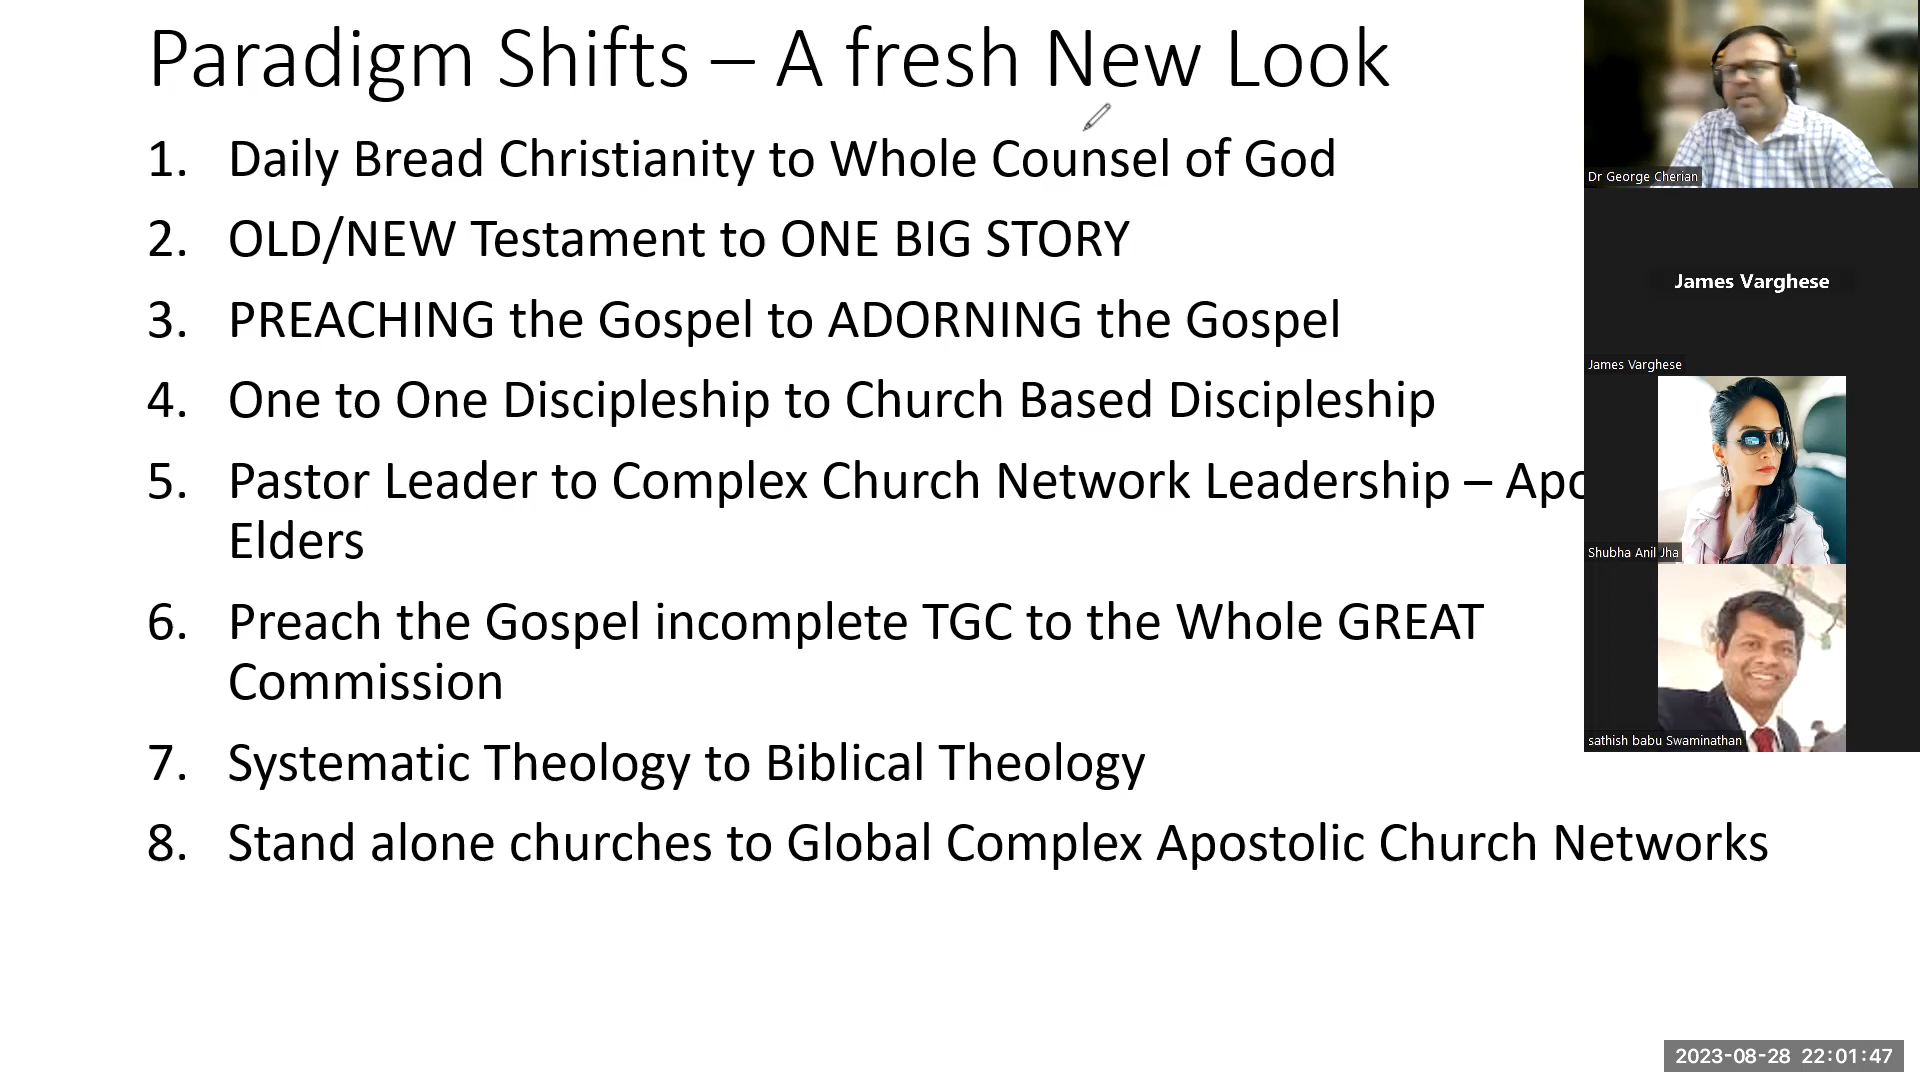 Paradigm Shifts – A fresh New Look
1. Daily Bread Christianity to Whole Counsel of God
2. OLD/NEW Testament to ONE BIG STORY
3. PREACHING the Gospel to ADORNING the Gospel
4. One to One Discipleship to Church Based Discipleship
5. Pastor Leader to Complex Church Network Leadership –
Elders
6. Preach the Gospel incomplete TGC to the Whole GREAT
Commission
7. Systematic Theology to Biblical Theology
8. Stand alone churches to Global Complex Apostolic Church Networks
Dr George Cherian
James Varghese
James Varghese
Shubha Anil Jha
sathish babu Swaminathan
2023-08-28 22:01:47